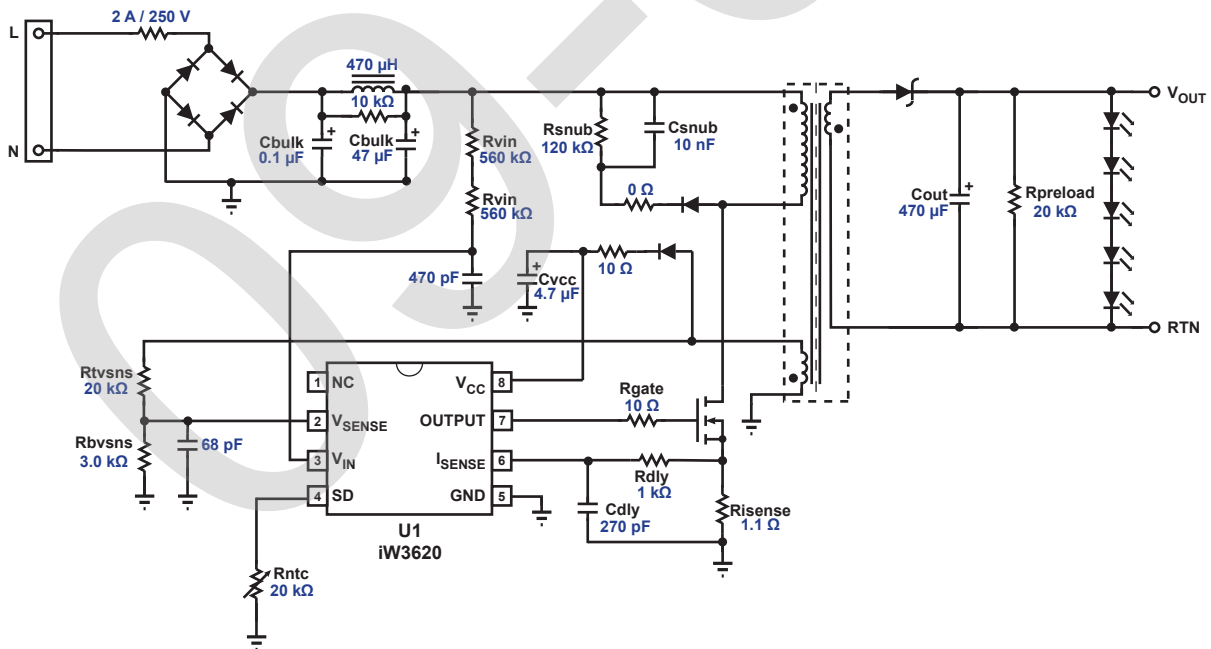 2 A / 250 V
L
N
470 µH
10 kΩ
Cbulk
0.1 µF
+
Cbulk
47 µF
+
Rvin
560 kΩ
Rvin
560 kΩ
470 pF
Rsnub
120 kΩ
Csnub
10 nF
0 Ω
+
Cvcc
4.7 µF
10 Ω
Cout
470 µF
+
Rpreload
20 kΩ
VOUT
RTN
Rtvsns
20 kΩ
Rbvsns
3.0 kΩ
68 pF
1 NC
2 VSENSE
3 VIN
4 SD
VCC 8
OUTPUT 7
ISENSE 6
GND 5
U1
iW3620
Rgate
10 Ω
Rdly
1 kΩ
Cdly
270 pF
Risense
1.1 Ω
Rntc
20 kΩ